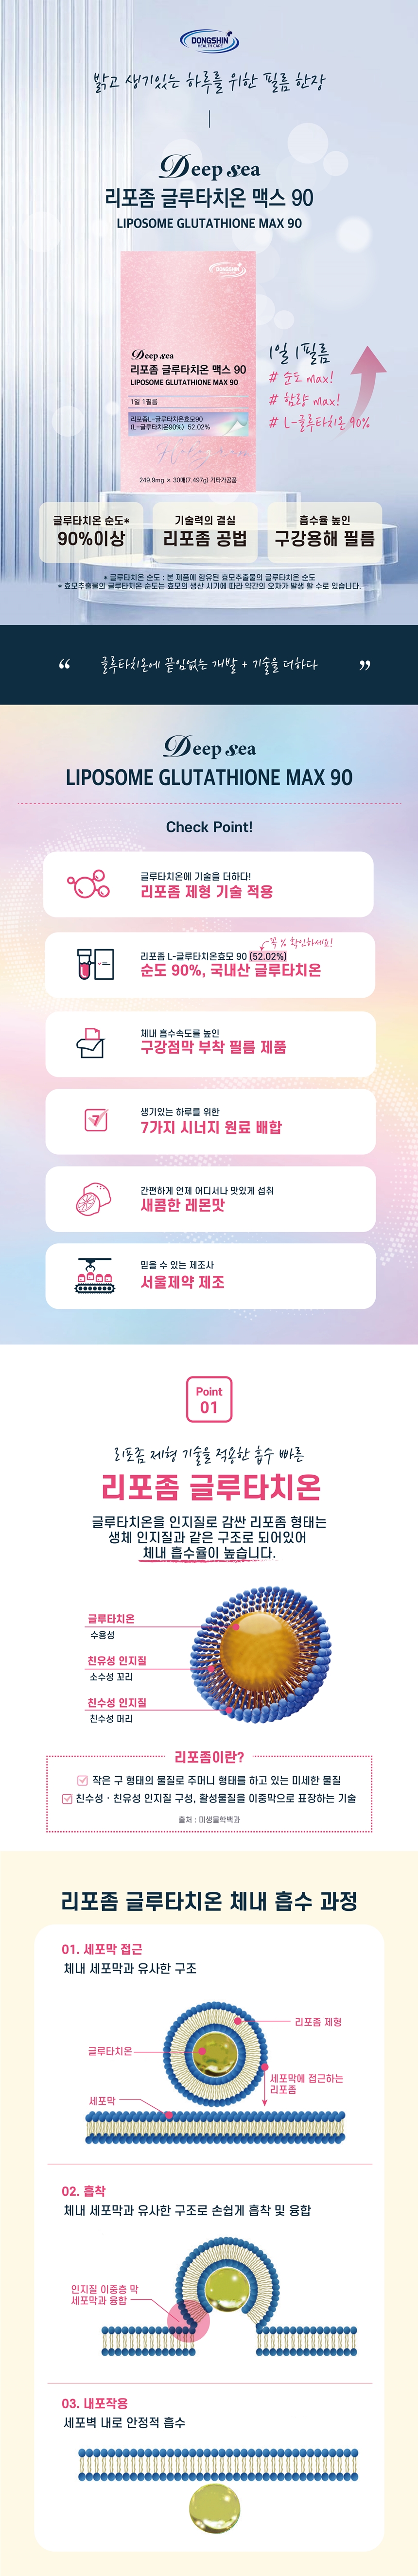 DONGSHIN
HEALTH CARE
밝고 생기있는 하루를 위한 필름 한장
Deep sea
리포좀 글루타치온 맥스 90
LIPOSOME GLUTATHIONE MAX 90
DONGSHIN
Deep sea
리포좀 글루타치온 맥스 90
LIPOSOME GLUTATHIONE MAX 90
1일 1필름
리포좀L-글루타치온효모90
(L-글루타치온90%) 52.02%
249.9mg × 30매(7.497g) 기타가공품
1일 1필름
# 순도 max!
# 함량 max!
# L-글루타치온 90%
글루타치온 순도*
90%이상
기술력의 결실
리포좀 공법
흡수율 높인
구강용해 필름
* 글루타치온 순도 : 본 제품에 함유된 효모추출물의 글루타치온 순도
* 효모추출물의 글루타치온 순도는 효모의 생산 시기에 따라 약간의 오차가 발생 할 수로 있습니다.
“ 글루타치온에 끝임없는 개발 + 기술을 더하다 ”
Deep sea
LIPOSOME GLUTATHIONE MAX 90
Check Point!
글루타치온에 기술을 더하다!
리포좀 제형 기술 적용
꼭 % 확인하세요!
리포좀 L-글루타치온효모 90 (52.02%)
순도 90%, 국내산 글루타치온
체내 흡수속도를 높인
구강점막 부착 필름 제품
7
생기있는 하루를 위한
7가지 시너지 원료 배합
간편하게 언제 어디서나 맛있게 섭취
새콤한 레몬맛
믿을 수 있는 제조사
서울제약 제조
Point
01
리포좀 제형 기술을 적용한 흡수 빠른
리포좀 글루타치온
글루타치온을 인지질로 감싼 리포좀 형태는
생체 인지질과 같은 구조로 되어있어
체내 흡수율이 높습니다.
글루타치온
수용성
친유성 인지질
소수성 꼬리
친수성 인지질
친수성 머리
리포좀이란?
작은 구 형태의 물질로 주머니 형태를 하고 있는 미세한 물질
친수성 · 친유성 인지질 구성, 활성물질을 이중막으로 표장하는 기술
출처 : 미생물학백과
리포좀 글루타치온 체내 흡수 과정
01. 세포막 접근
체내 세포막과 유사한 구조
리포좀 제형
글루타치온
세포막에 접근하는
리포좀
세포막
02. 흡착
체내 세포막과 유사한 구조로 손쉽게 흡착 및 융합
인지질 이중층 막
세포막과 융합
03. 내포작용
세포벽 내로 안정적 흡수